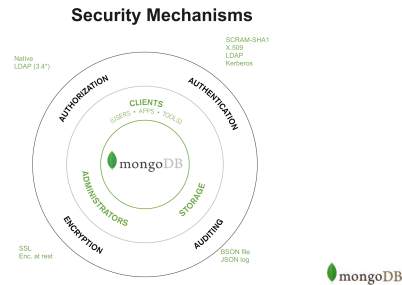 Security Mechanisms
SCRAM-SHA1
X.509
LDAP
Kerberos
Native
LDAP (3.4*)
AUTHORIZATION
AUTHENTICATION
CLIENTS
(USERS • APPS • TOOLS)
mongoDB
ADMINISTRATORS
STORAGE
ENCRYPTION
AUDITING
SSL
Enc. at rest
BSON file
JSON log
mongoDB